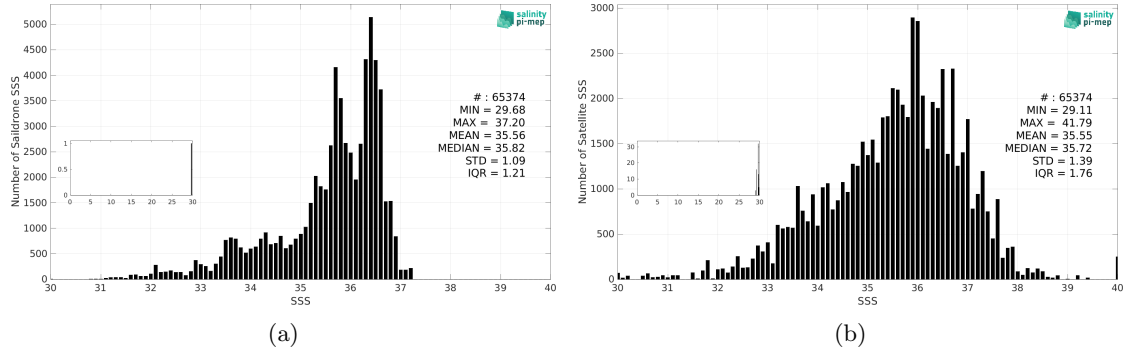 5000
4500
4000
3500
3000
2500
2000
1500
1000
500
0
Number of Saildrone SSS
salinity
pi-mep
# : 65374
MIN = 29.68
MAX = 37.20
MEAN = 35.56
MEDIAN = 35.82
STD = 1.09
IQR = 1.21
1
0.5
0
0 5 10 15 20 25 30
30 31 32 33 34 35 36 37 38 39 40
SSS
(a)
3000
2500
2000
1500
1000
500
0
Number of Satellite SSS
salinity
pi-mep
# : 65374
MIN = 29.11
MAX = 41.79
MEAN = 35.55
MEDIAN = 35.72
STD = 1.39
IQR = 1.76
30
20
10
0
0 5 10 15 20 25 30
30 31 32 33 34 35 36 37 38 39 40
SSS
(b)